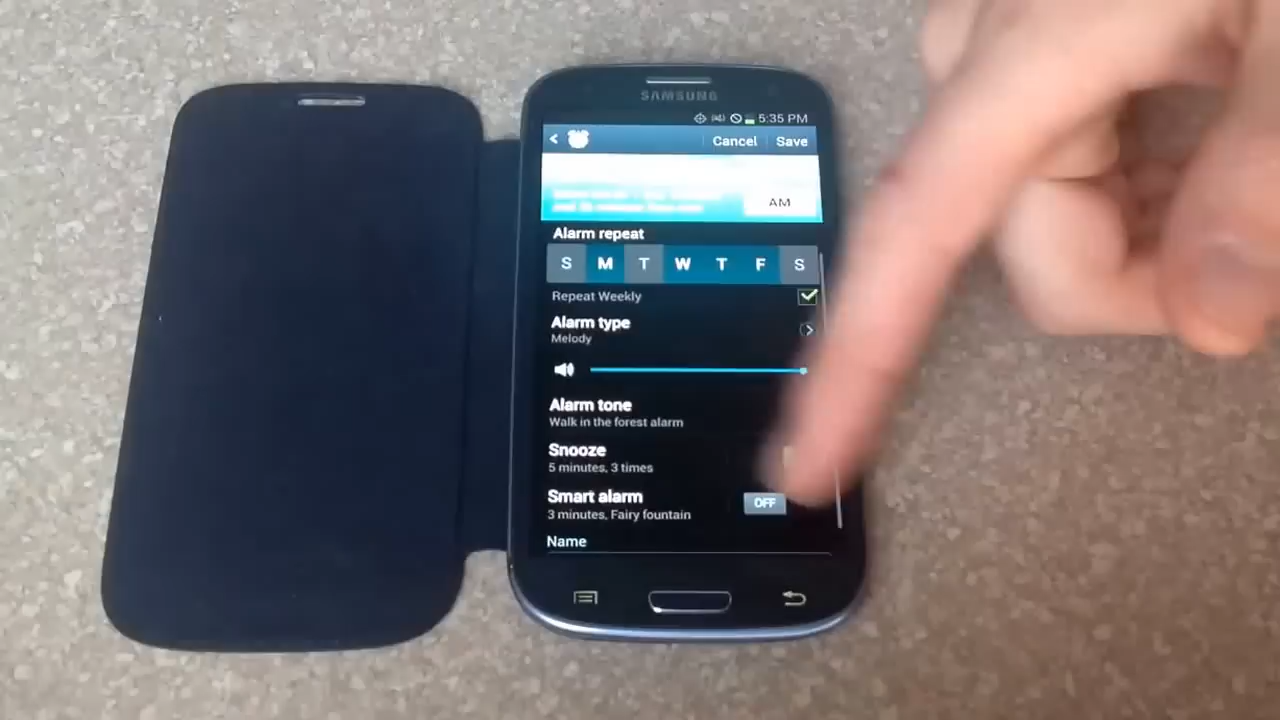 SAMSUNG
5:35 PM
Cancel Save
AM
Alarm repeat
S M T W T F S
Repeat Weekly
Alarm type
Melody
Alarm tone
Walk in the forest alarm
Snooze
5 minutes, 3 times
Smart alarm
OFF
3 minutes, Fairy fountain
Name